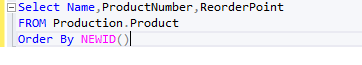 Select Name,ProductNumber,ReorderPoint
FROM Production.Product
Order By NEWID()